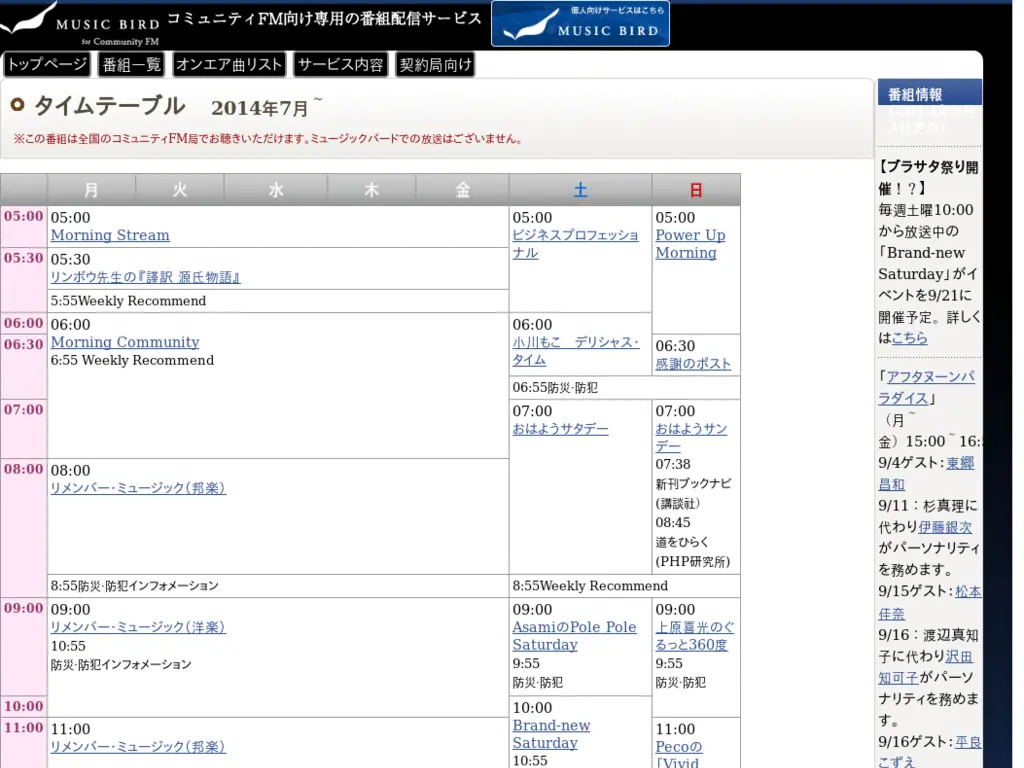 MUSIC BIRD
for Community FM
コミュニティFM向け専用の番組配信サービス
個人向けサービスはこちら
MUSIC BIRD
トップページ 番組一覧 オンエア曲リスト サービス内容 契約局向け
タイムテーブル 2014年7月~
※この番組は全国のコミュニティFM局でお聴きいただけます。ミュージックバードでの放送はございません。
月 火 水 木 金 土 日
05:00
05:00
Morning Stream
05:00
ビジネスプロフェッショ
ナル
05:00
Power Up
Morning
05:30
05:30
リンボウ先生の『謹訳 源氏物語』
5:55Weekly Recommend
06:00
06:00
Morning Community
6:55 Weekly Recommend
06:00
小川もこ　デリシャス・
タイム
06:30
06:30
感謝のポスト
06:55防災・防犯
07:00
07:00
おはようサタデー
07:00
おはようサン
デー
07:38
新刊ブックナビ
(講談社)
08:45
道をひらく
(PHP研究所)
08:00
08:00
リメンバー・ミュージック(邦楽)
8:55防災・防犯インフォメーション
8:55Weekly Recommend
09:00
09:00
リメンバー・ミュージック(洋楽)
10:55
防災・防犯インフォメーション
09:00
AsamiのPole Pole
Saturday
9:55
防災・防犯
09:00
上原喜光のぐ
るっと360度
9:55
防災・防犯
10:00
10:00
Brand-new
Saturday
10:55
11:00
11:00
リメンバー・ミュージック(邦楽)
11:00
Pecoの
「Vivid
番組情報
1日更新)
【ブラサタ祭り開
催！？】
毎週土曜10:00
から放送中の
「Brand-new
Saturday」がイ
ベントを9/21に
開催予定。詳しく
はこちら
「アフタヌーンパ
ラダイス」
（月~
金）15:00~16:
9/4ゲスト：東郷
昌和
9/11：杉真理に
代わり伊藤銀次
がパーソナリティ
を務めます。
9/15ゲスト：松本
佳奈
9/16：渡辺真知
子に代わり沢田
知可子がパーソ
ナリティを務めま
す。
9/16ゲスト：平良
こずえ